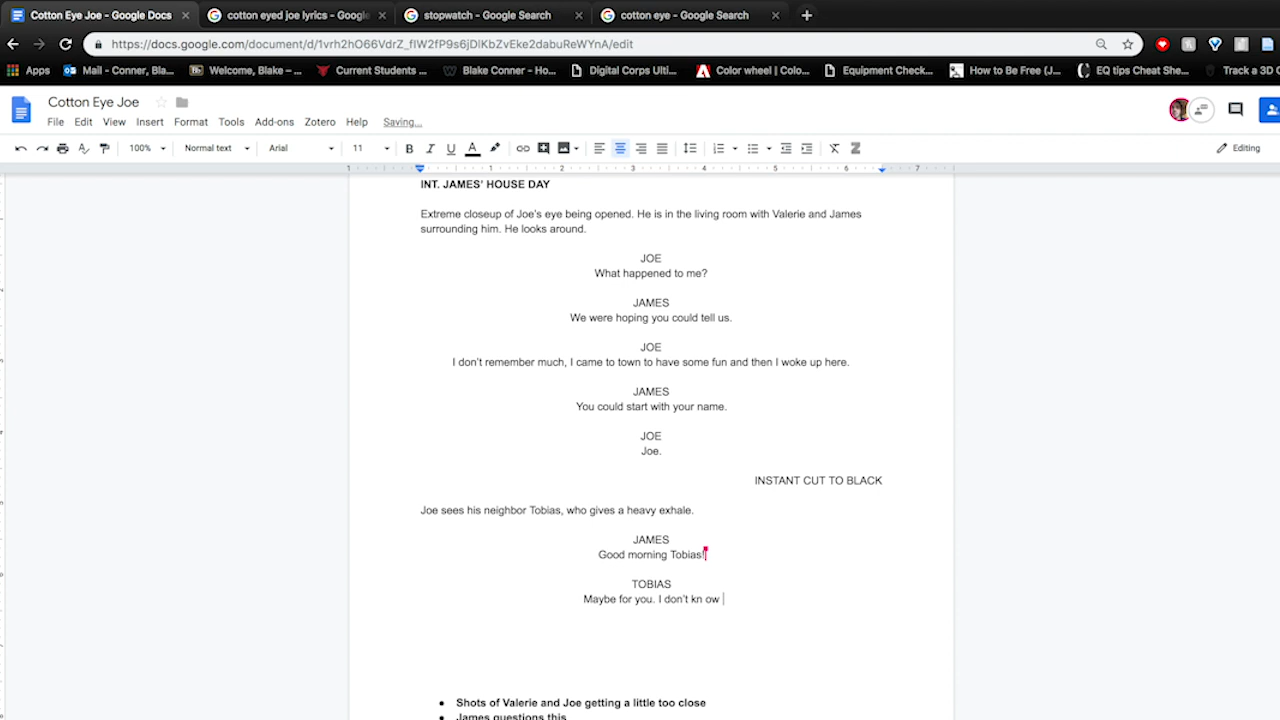 Cotton Eye Joe - Google Docs
cotton eyed joe lyrics - Google
stopwatch - Google Search
cotton eye - Google Search
Apps
Mail - Conner, Bla...
Welcome, Blake – ...
Current Students ...
Blake Conner - Ho...
Digital Corps Ulti...
Color wheel | Colo...
Equipment Check...
How to Be Free (J...
EQ tips Cheat She...
Track a 3D
Cotton Eye Joe
File Edit View Insert Format Tools Add-ons Zotero Help Saving...
100% Normal text Arial 11 B I U A Editing
1 1 2 3 4 5 6 7
INT. JAMES’ HOUSE DAY
Extreme closeup of Joe’s eye being opened. He is in the living room with Valerie and James
surrounding him. He looks around.
JOE
What happened to me?
JAMES
We were hoping you could tell us.
JOE
I don’t remember much, I came to town to have some fun and then I woke up here.
JAMES
You could start with your name.
JOE
Joe.
INSTANT CUT TO BLACK
Joe sees his neighbor Tobias, who gives a heavy exhale.
JAMES
Good morning Tobias!
TOBIAS
Maybe for you. I don’t kn ow
● Shots of Valerie and Joe getting a little too close
● James questions this